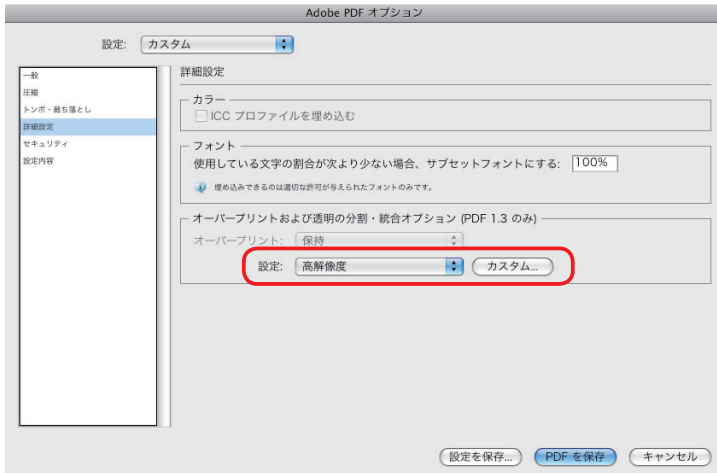 Adobe PDF オプション
設定: カスタム
一般
圧縮
トンボ・裁ち落とし
詳細設定
セキュリティ
設定内容
詳細設定
カラー
ICC プロファイルを埋め込む
フォント
使用している文字の割合が次より少ない場合、サブセットフォントにする: 100%
埋め込みできるのは適切な許可が与えられたフォントのみです。
オーバープリントおよび透明の分割・統合オプション (PDF 1.3 のみ)
オーバープリント: 保持
設定: 高解像度 カスタム...
設定を保存... PDF を保存 キャンセル